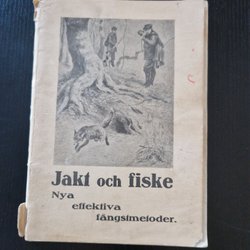 Jakt och fiske
Nya
effektiva
fångstmetoder.